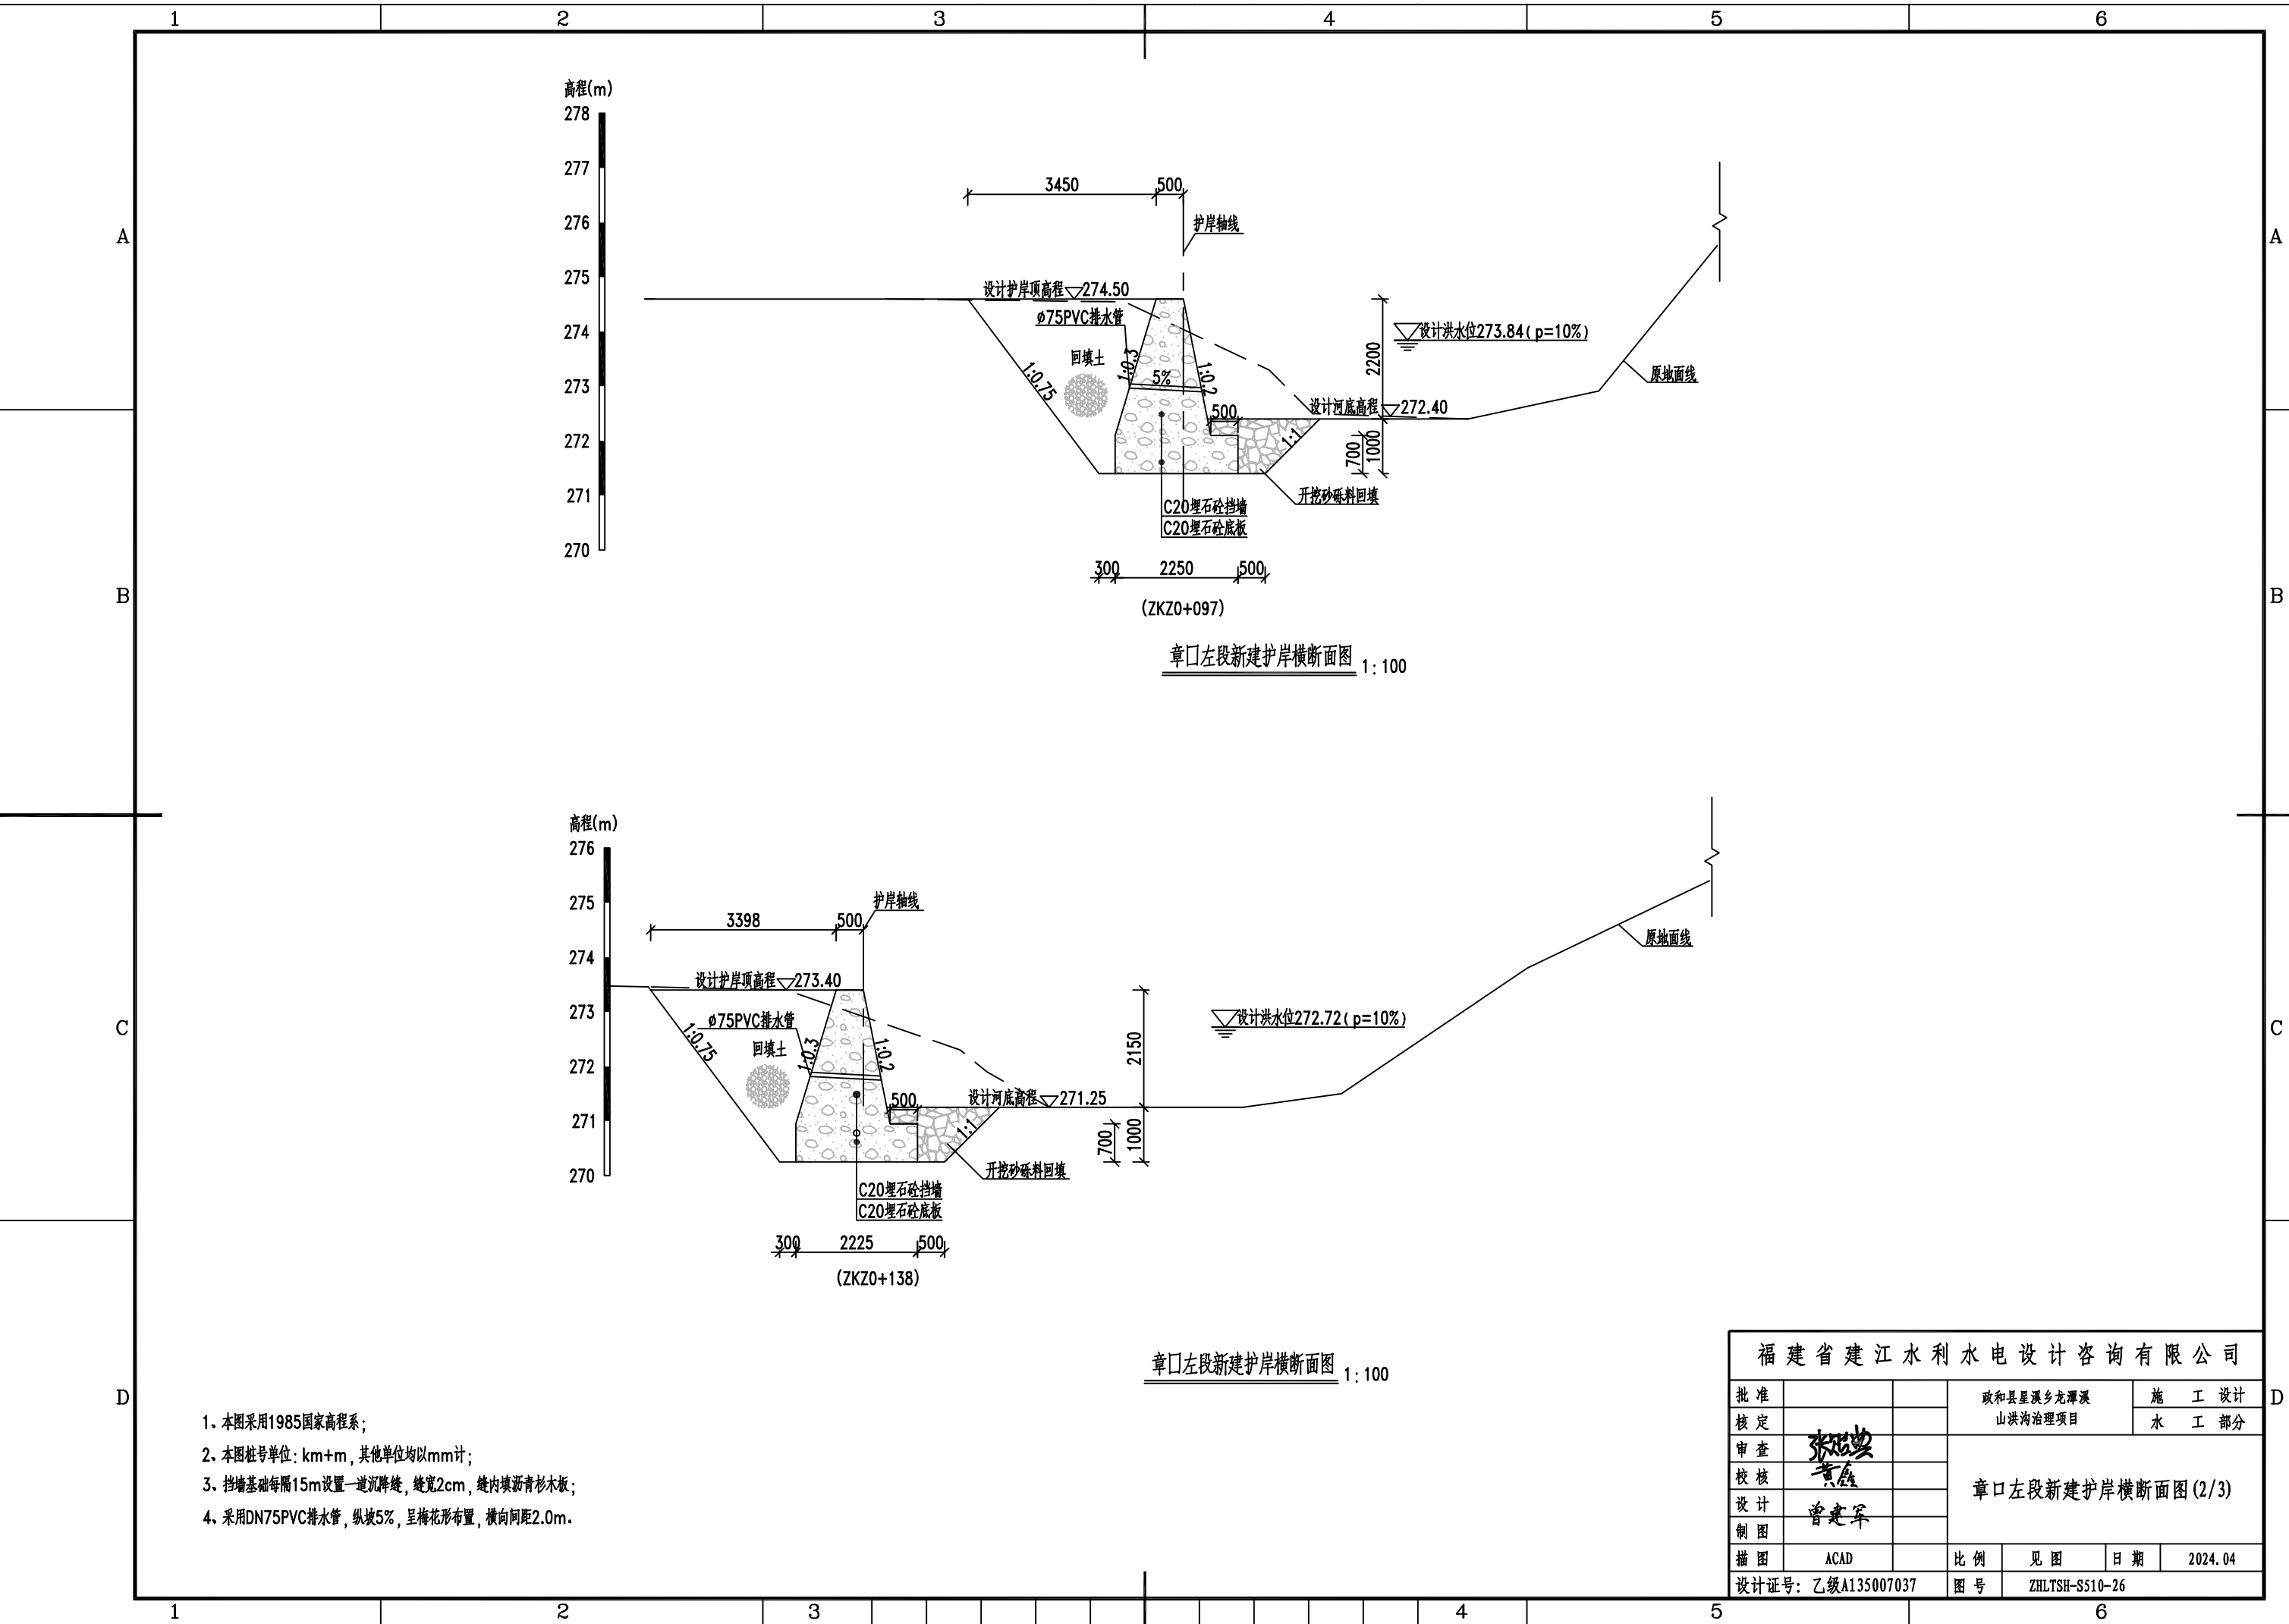 1 2 3 4 5 6
A A
B B
C C
D D
高程(m)
278
277
276
275
274
273
272
271
270
3450 500
护岸轴线
设计护岸顶高程 274.50
ø75PVC排水管
回填土
1:0.75
1:0.3
5%
1:0.2
500
设计洪水位273.84(p=10%)
2200
原地面线
设计河底高程 272.40
1:1
700
1000
开挖砂砾料回填
C20埋石砼挡墙
C20埋石砼底板
300 2250 500
(ZKZ0+097)
章口左段新建护岸横断面图 1:100
高程(m)
276
275
274
273
272
271
270
护岸轴线
3398 500
设计护岸顶高程 273.40
ø75PVC排水管
回填土
1:0.75
1:0.3
1:0.2
500
原地面线
设计洪水位272.72(p=10%)
2150
设计河底高程 271.25
1:1
700
1000
开挖砂砾料回填
C20埋石砼挡墙
C20埋石砼底板
300 2225 500
(ZKZ0+138)
章口左段新建护岸横断面图 1:100
1、本图采用1985国家高程系;
2、本图桩号单位: km+m,其他单位均以mm计;
3、挡墙基础每隔15m设置一道沉降缝,缝宽2cm,缝内填沥青杉木板;
4、采用DN75PVC排水管,纵坡5%,呈梅花形布置,横向间距2.0m。
福建省建江水利水电设计咨询有限公司
批准
核定
审查
校核 黄鑫
设计 曾建军
制图
描图 ACAD
政和县星溪乡龙潭溪
山洪沟治理项目
施 工 设计
水 工 部分
章口左段新建护岸横断面图(2/3)
比例 见图 日期 2024.04
设计证号: 乙级A135007037 图号 ZHLTSH-S510-26
1 2 3 4 5 6